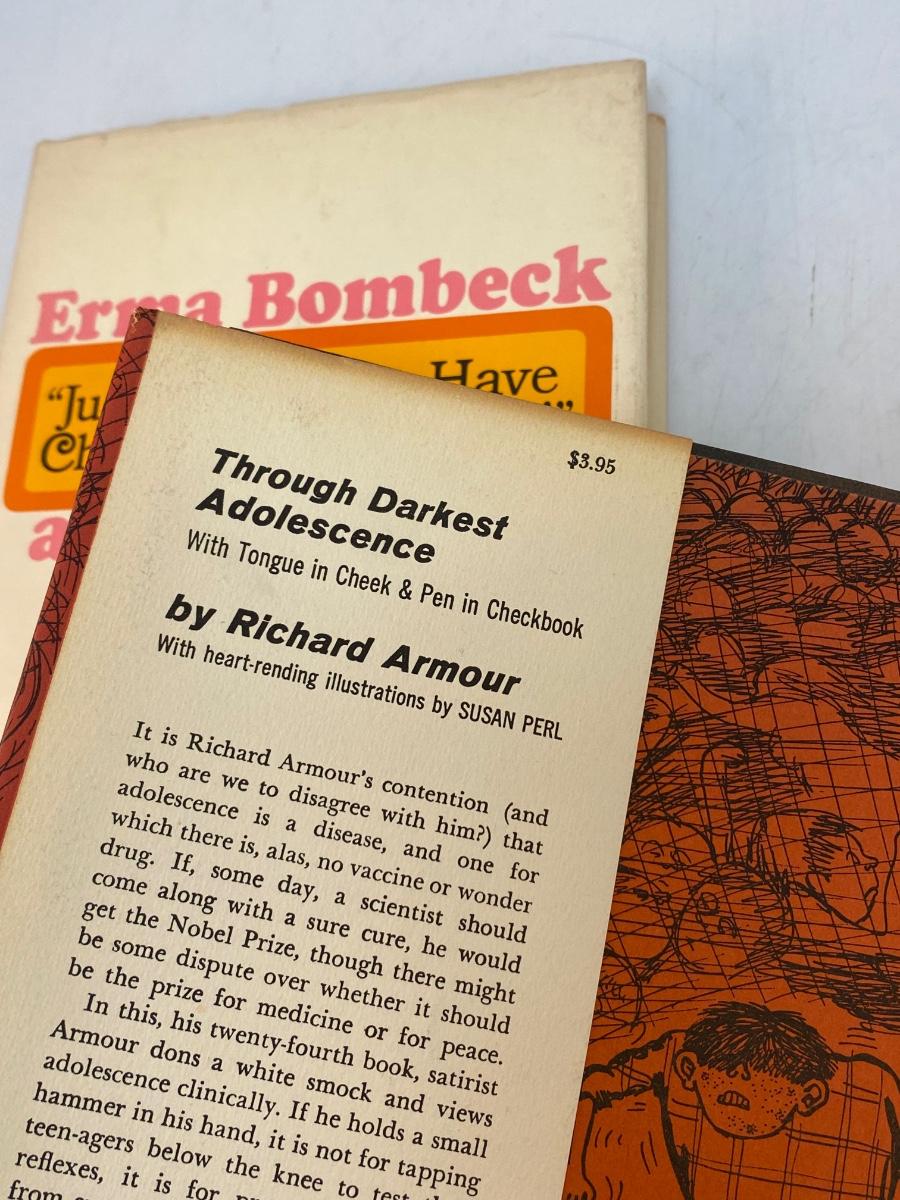 Erma Bombeck
"Ju Have
Ch
a
$3.95
Through Darkest
Adolescence
With Tongue in Cheek & Pen in Checkbook
by Richard Armour
With heart-rending illustrations by SUSAN PERL
It is Richard Armour's contention (and
who are we to disagree with him?) that
adolescence is a disease, and one for
which there is, alas, no vaccine or wonder
drug. If, some day, a scientist should
come along with a sure cure, he would
get the Nobel Prize, though there might
be some dispute over whether it should
be the prize for medicine or for peace.
In this, his twenty-fourth book, satirist
Armour dons a white smock and views
adolescence clinically. If he holds a small
hammer in his hand, it is not for tapping
teen-agers below the knee to test
reflexes, it is for
from